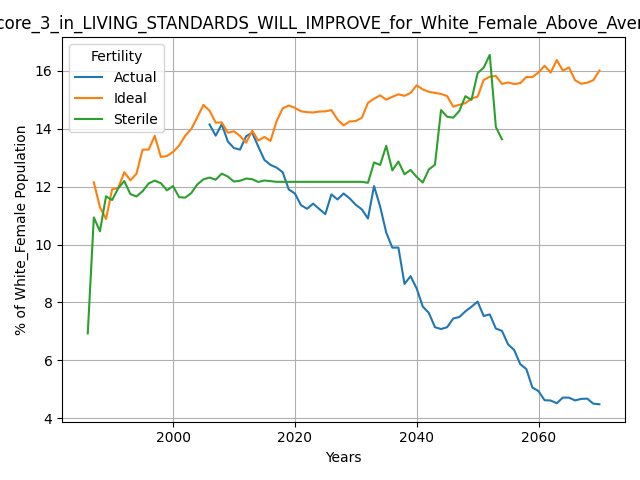 core_3_in_LIVING_STANDARDS_WILL_IMPROVE_for_White_Female_Above_Aver
Fertility
Actual
Ideal
Sterile
% of White_Female Population
16
14
12
10
8
6
4
2000 2020 2040 2060
Years